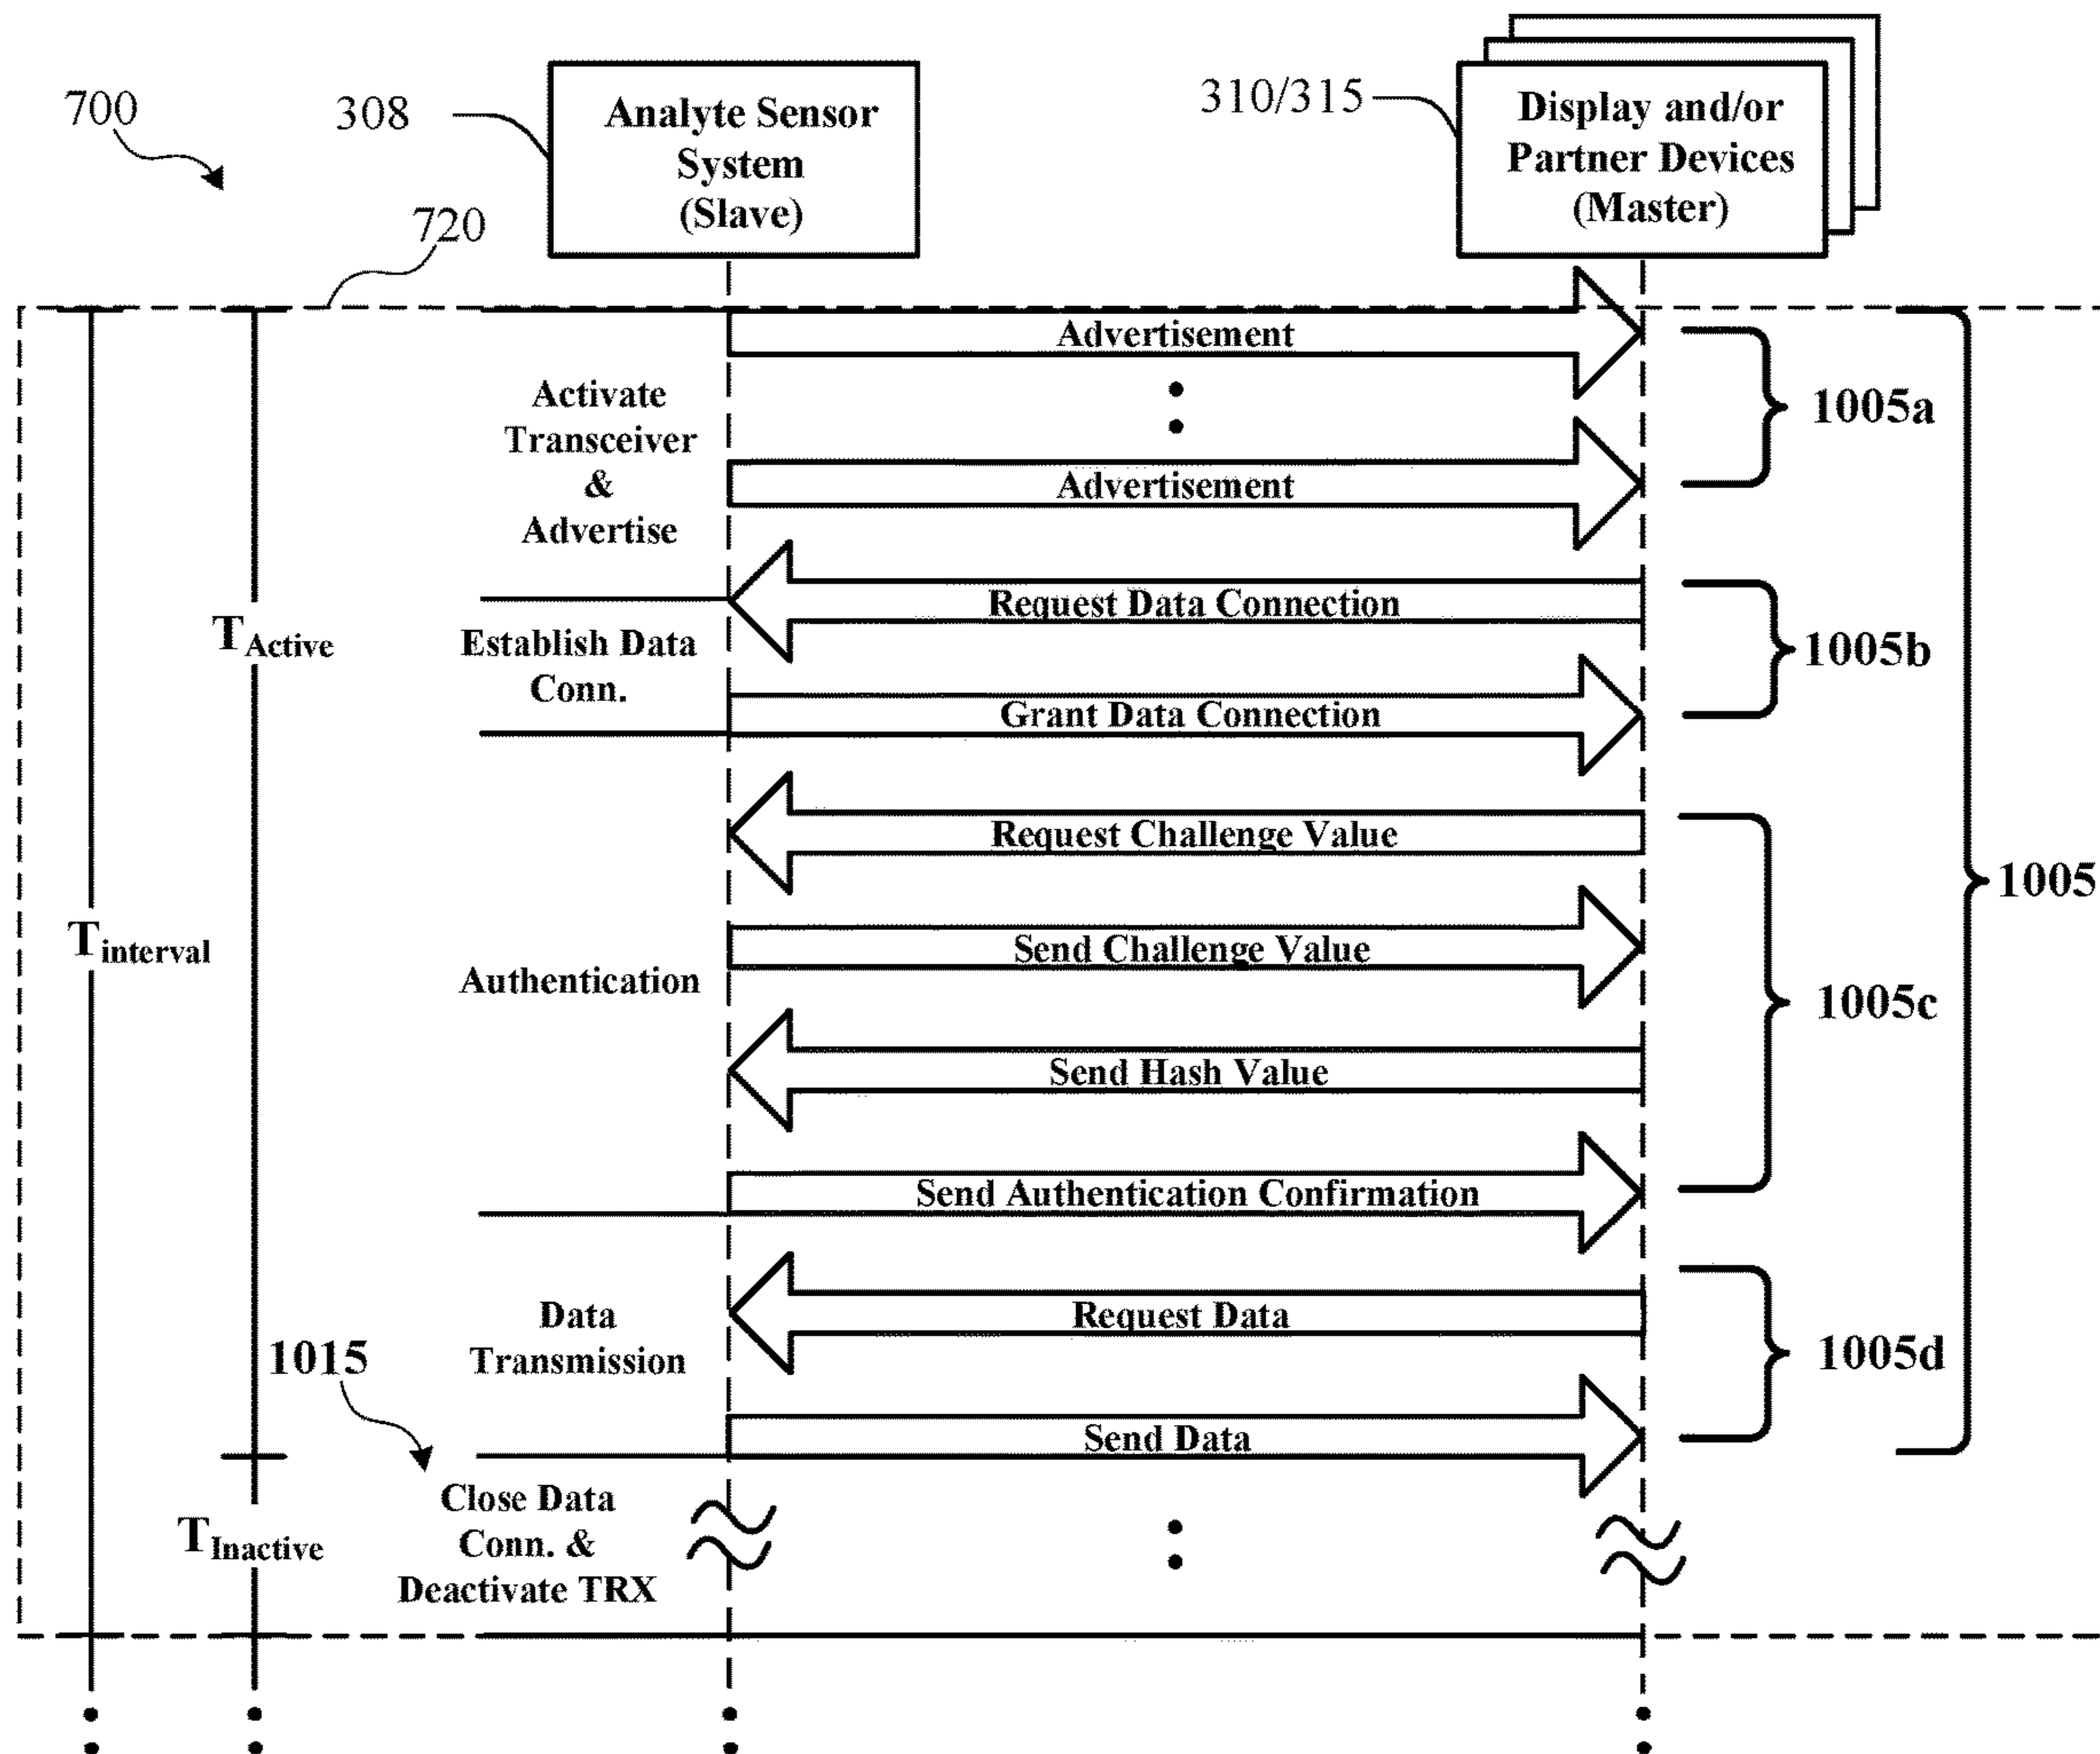 700
308
Analyte Sensor
System
(Slave)
310/315
Display and/or
Partner Devices
(Master)
720
Advertisement
Activate
Transceiver
&
Advertise
1005a
Advertisement
Request Data Connection
TActive
Establish Data
Conn.
1005b
Grant Data Connection
Request Challenge Value
1005
Tinterval
Send Challenge Value
Authentication
1005c
Send Hash Value
Send Authentication Confirmation
Request Data
Data
Transmission
1015
1005d
Send Data
Close Data
Conn. &
Deactivate TRX
TInactive